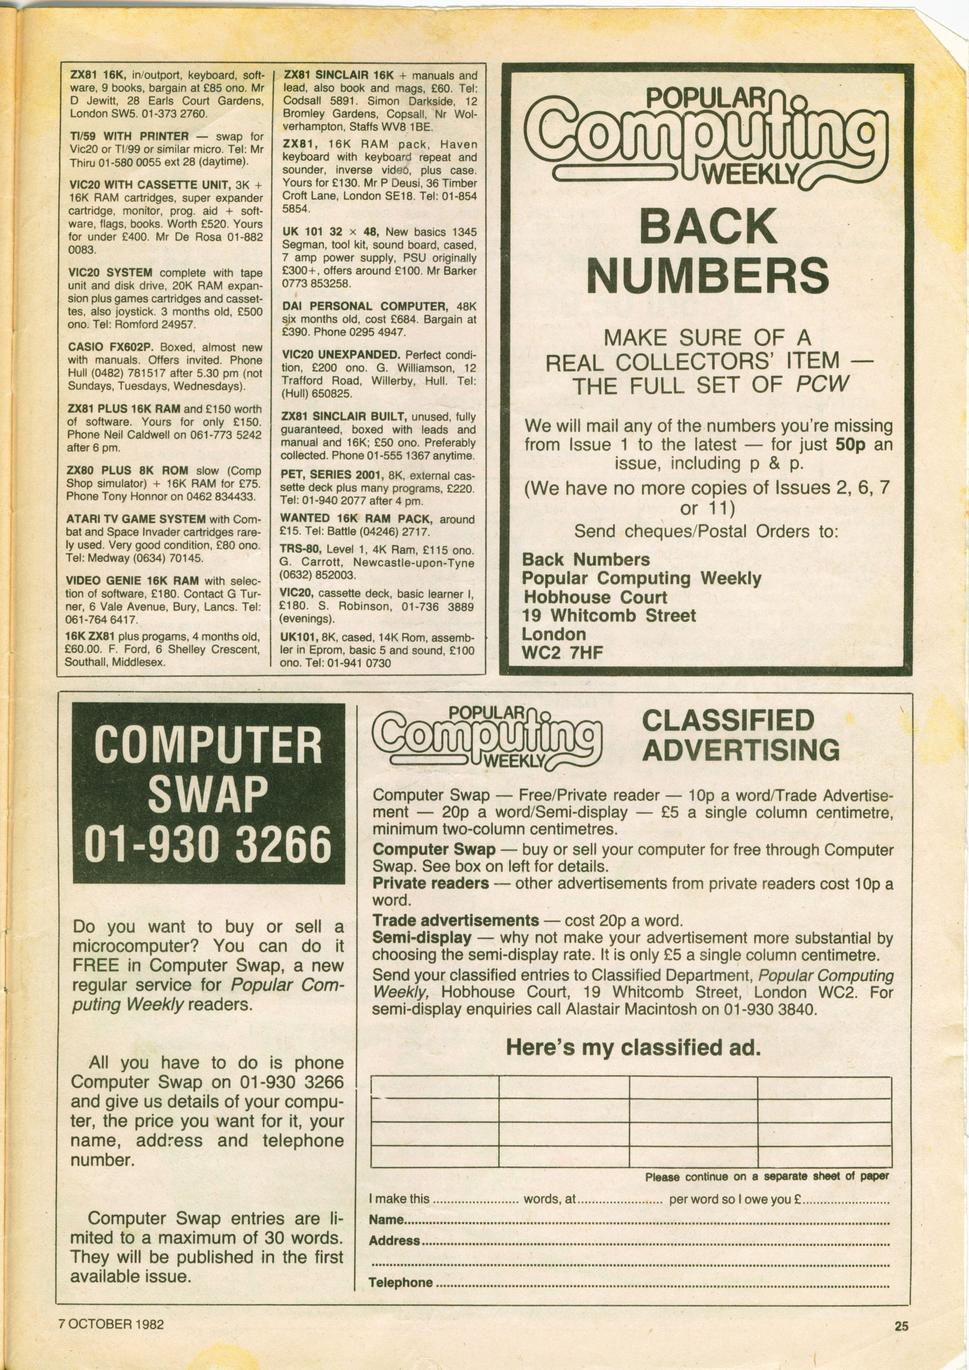 ZX81 16K, in/outport, keyboard, soft-
ware, 9 books, bargain at £85 ono. Mr
D Jewitt, 28 Earls Court Gardens,
London SW5. 01-373 2760.
TI/59 WITH PRINTER — swap for
Vic20 or TI/99 or similar micro. Tel: Mr
Thiru 01-580 0055 ext 28 (daytime).
VIC20 WITH CASSETTE UNIT, 3K +
16K RAM cartridges, super expander
cartridge, monitor, prog. aid + soft-
ware, flags, books. Worth £520. Yours
for under £400. Mr De Rosa 01-882
0083.
VIC20 SYSTEM complete with tape
unit and disk drive, 20K RAM expan-
sion plus games cartridges and casset-
tes, also joystick. 3 months old, £500
ono. Tel: Romford 24957.
CASIO FX602P. Boxed, almost new
with manuals. Offers invited. Phone
Hull (0482) 781517 after 5.30 pm (not
Sundays, Tuesdays, Wednesdays).
ZX81 PLUS 16K RAM and £150 worth
of software. Yours for only £150.
Phone Neil Caldwell on 061-773 5242
after 6 pm.
ZX80 PLUS 8K ROM slow (Comp
Shop simulator) + 16K RAM for £75.
Phone Tony Honnor on 0462 834433.
ATARI TV GAME SYSTEM with Com-
bat and Space Invader cartridges rare-
ly used. Very good condition, £80 ono.
Tel: Medway (0634) 70145.
VIDEO GENIE 16K RAM with selec-
tion of software, £180. Contact G Tur-
ner, 6 Vale Avenue, Bury, Lancs. Tel:
061-764 6417.
16K ZX81 plus progams, 4 months old,
£60.00. F. Ford, 6 Shelley Crescent,
Southall, Middlesex.
ZX81 SINCLAIR 16K + manuals and
lead, also book and mags, £60. Tel:
Codsall 5891. Simon Darkside, 12
Bromley Gardens, Copsall, Nr Wol-
verhampton, Staffs WV8 1BE.
ZX81, 16K RAM pack, Haven
keyboard with keyboard repeat and
sounder, inverse video, plus case.
Yours for £130. Mr P Deusi, 36 Timber
Croft Lane, London SE18. Tel: 01-854
5854.
UK 101 32 × 48, New basics 1345
Segman, tool kit, sound board, cased,
7 amp power supply, PSU originally
£300+, offers around £100. Mr Barker
0773 853258.
DAI PERSONAL COMPUTER, 48K
six months old, cost £684. Bargain at
£390. Phone 0295 4947.
VIC20 UNEXPANDED. Perfect condi-
tion, £200 ono. G. Williamson, 12
Trafford Road, Willerby, Hull. Tel:
(Hull) 650825.
ZX81 SINCLAIR BUILT, unused, fully
guaranteed, boxed with leads and
manual and 16K; £50 ono. Preferably
collected. Phone 01-555 1367 anytime.
PET, SERIES 2001, 8K, external cas-
sette deck plus many programs, £220.
Tel: 01-940 2077 after 4 pm.
WANTED 16K RAM PACK, around
£15. Tel: Battle (04246) 2717.
TRS-80, Level 1, 4K Ram, £115 ono.
G. Carrott, Newcastle-upon-Tyne
(0632) 852003.
VIC20, cassette deck, basic learner I,
£180. S. Robinson, 01-736 3889
(evenings).
UK101, 8K, cased, 14K Rom, assemb-
ler in Eprom, basic 5 and sound, £100
ono. Tel: 01-941 0730
POPULAR
Computing
WEEKLY
BACK
NUMBERS
MAKE SURE OF A
REAL COLLECTORS' ITEM —
THE FULL SET OF PCW
We will mail any of the numbers you're missing
from Issue 1 to the latest — for just 50p an
issue, including p & p.
(We have no more copies of Issues 2, 6, 7
or 11)
Send cheques/Postal Orders to:
Back Numbers
Popular Computing Weekly
Hobhouse Court
19 Whitcomb Street
London
WC2 7HF
COMPUTER
SWAP
01-930 3266
Do you want to buy or sell a
microcomputer? You can do it
FREE in Computer Swap, a new
regular service for Popular Com-
puting Weekly readers.
All you have to do is phone
Computer Swap on 01-930 3266
and give us details of your compu-
ter, the price you want for it, your
name, address and telephone
number.
Computer Swap entries are li-
mited to a maximum of 30 words.
They will be published in the first
available issue.
POPULAR
Computing
WEEKLY
CLASSIFIED
ADVERTISING
Computer Swap — Free/Private reader — 10p a word/Trade Advertise-
ment — 20p a word/Semi-display — £5 a single column centimetre,
minimum two-column centimetres.
Computer Swap — buy or sell your computer for free through Computer
Swap. See box on left for details.
Private readers — other advertisements from private readers cost 10p a
word.
Trade advertisements — cost 20p a word.
Semi-display — why not make your advertisement more substantial by
choosing the semi-display rate. It is only £5 a single column centimetre.
Send your classified entries to Classified Department, Popular Computing
Weekly, Hobhouse Court, 19 Whitcomb Street, London WC2. For
semi-display enquiries call Alastair Macintosh on 01-930 3840.
Here's my classified ad.
Please continue on a separate sheet of paper
I make this ........................ words, at ........................ per word so I owe you £........................
Name........................
Address........................
Telephone ........................
7 OCTOBER 1982
25